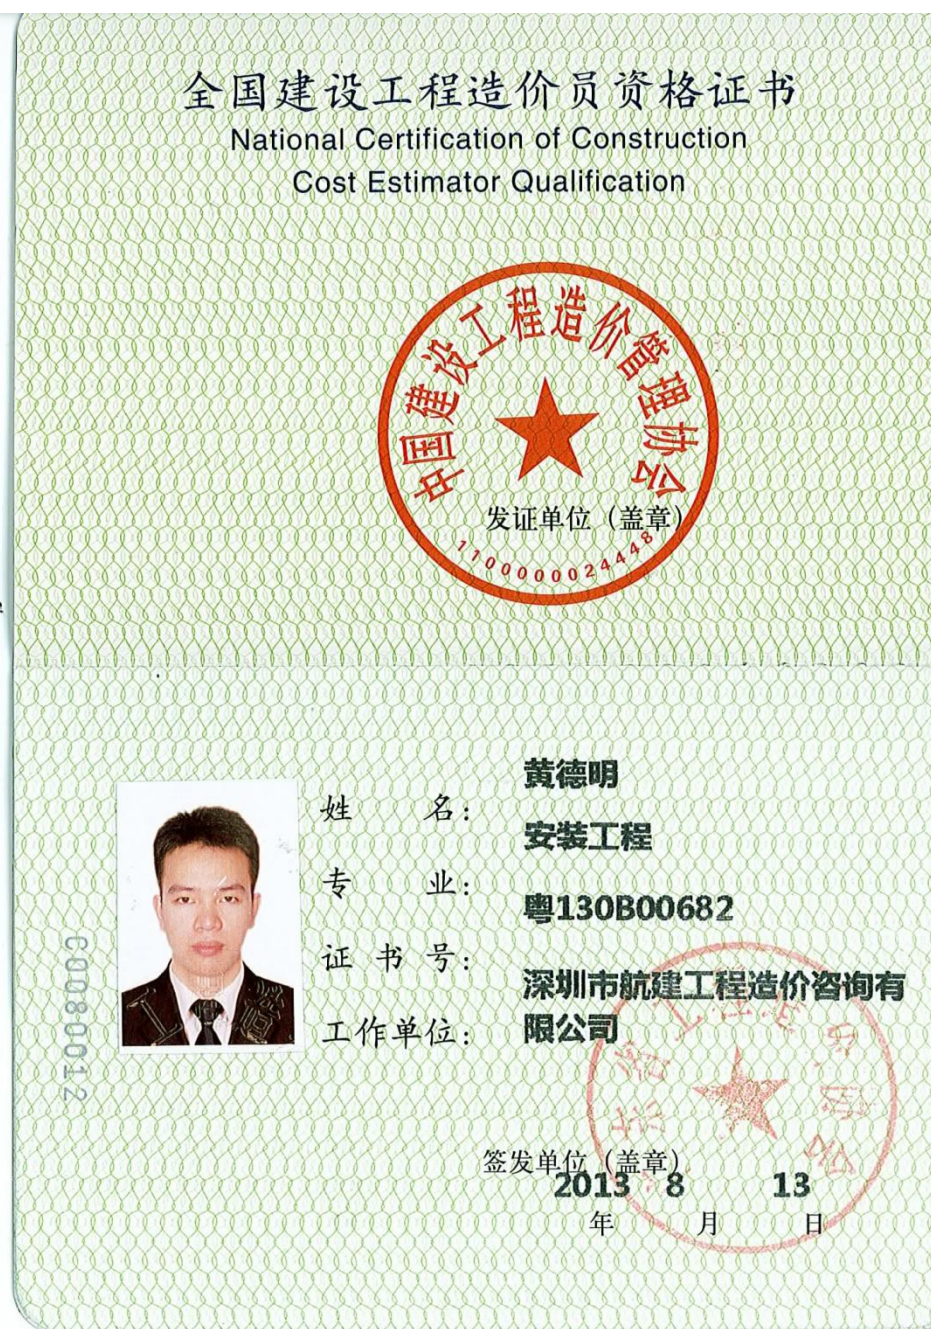 全国建设工程造价员资格证书
National Certification of Construction
Cost Estimator Qualification
中国建设工程造价管理协会
发证单位（盖章）
1100000024448
姓 名：
黄德明
专 业：
安装工程
证 书 号：
粤130B00682
工作单位：
深圳市航建工程造价咨询有
限公司
C0080012
签发单位（盖章）
2013 8 13
年 月 日